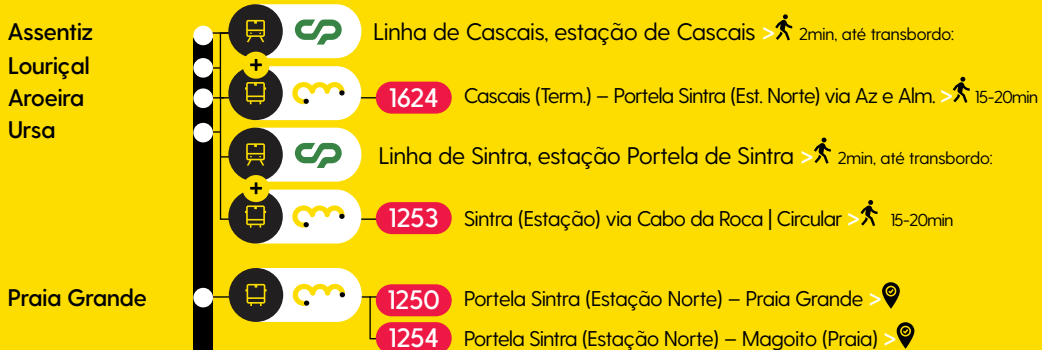 Assentiz
Louriçal
Aroeira
Ursa
CP Linha de Cascais, estação de Cascais > 2min, até transbordo:
+
1624 Cascais (Term.) – Portela Sintra (Est. Norte) via Az e Alm. > 15-20min
CP Linha de Sintra, estação Portela de Sintra > 2min, até transbordo:
+
1253 Sintra (Estação) via Cabo da Roca | Circular > 15-20min
Praia Grande
1250 Portela Sintra (Estação Norte) – Praia Grande >
1254 Portela Sintra (Estação Norte) – Magoito (Praia) >